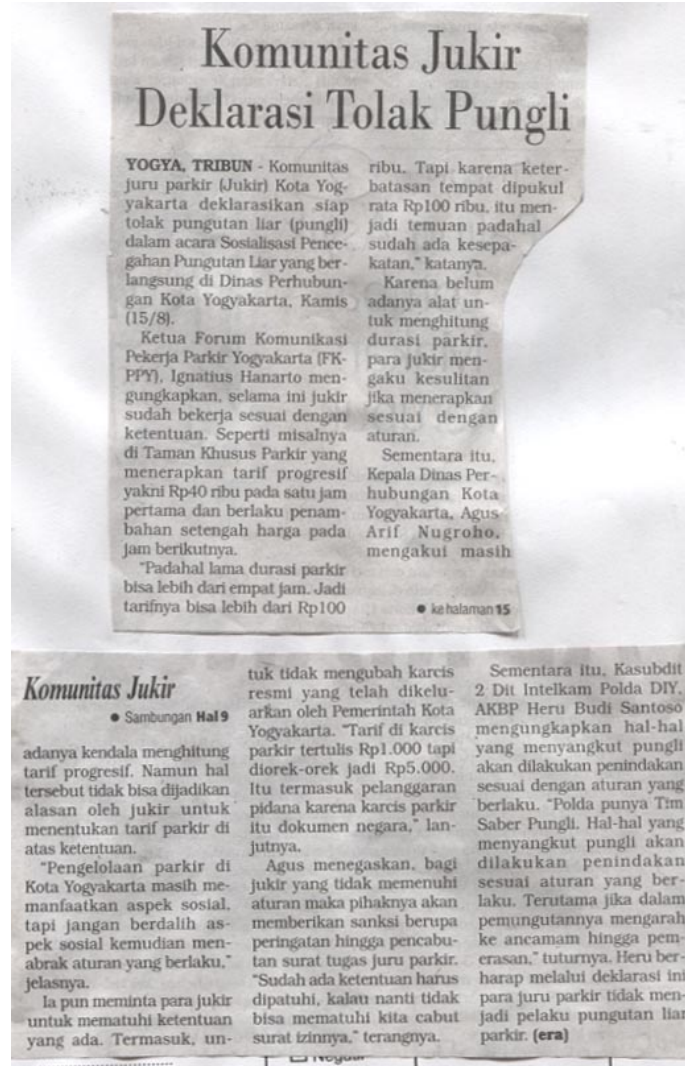 Komunitas Jukir
Deklarasi Tolak Pungli
YOGYA, TRIBUN - Komunitas
juru parkir (Jukir) Kota Yog-
yakarta deklarasikan siap
tolak pungutan liar (pungli)
dalam acara Sosialisasi Pence-
gahan Pungutan Liar yang ber-
langsung di Dinas Perhubun-
gan Kota Yogyakarta, Kamis
(15/8).
Ketua Forum Komunikasi
Pekerja Parkir Yogyakarta (FK-
PPY), Ignatius Hanarto men-
gungkapkan, selama ini jukir
sudah bekerja sesuai dengan
ketentuan. Seperti misalnya
di Taman Khusus Parkir yang
menerapkan tarif progresif
yakni Rp40 ribu pada satu jam
pertama dan berlaku penam-
bahan setengah harga pada
jam berikutnya.
"Padahal lama durasi parkir
bisa lebih dari empat jam. Jadi
tarifnya bisa lebih dari Rp100
ribu. Tapi karena keter-
batasan tempat dipukul
rata Rp100 ribu, itu men-
jadi temuan padahal
sudah ada kesepa-
katan," katanya.
Karena belum
adanya alat un-
tuk menghitung
durasi parkir,
para jukir men-
gaku kesulitan
jika menerapkan
sesuai dengan
aturan.
Sementara itu,
Kepala Dinas Per-
hubungan Kota
Yogyakarta, Agus
Arif Nugroho,
mengakui masih
● ke halaman 15
Komunitas Jukir
● Sambungan Hal 9
adanya kendala menghitung
tarif progresif. Namun hal
tersebut tidak bisa dijadikan
alasan oleh jukir untuk
menentukan tarif parkir di
atas ketentuan.
"Pengelolaan parkir di
Kota Yogyakarta masih me-
manfaatkan aspek sosial,
tapi jangan berdalih as-
pek sosial kemudian men-
abrak aturan yang berlaku,"
jelasnya.
Ia pun meminta para jukir
untuk mematuhi ketentuan
yang ada. Termasuk, un-
tuk tidak mengubah karcis
resmi yang telah dikelu-
arkan oleh Pemerintah Kota
Yogyakarta. "Tarif di karcis
parkir tertulis Rp1.000 tapi
diorek-orek jadi Rp5.000.
Itu termasuk pelanggaran
pidana karena karcis parkir
itu dokumen negara," lan-
jutnya.
Agus menegaskan, bagi
jukir yang tidak memenuhi
aturan maka pihaknya akan
memberikan sanksi berupa
peringatan hingga pencabu-
tan surat tugas juru parkir.
"Sudah ada ketentuan harus
dipatuhi, kalau nanti tidak
bisa mematuhi kita cabut
surat izinnya," terangnya.
Sementara itu, Kasubdit
2 Dit Intelkam Polda DIY,
AKBP Heru Budi Santoso
mengungkapkan hal-hal
yang menyangkut pungli
akan dilakukan penindakan
sesuai dengan aturan yang
berlaku. "Polda punya Tim
Saber Pungli. Hal-hal yang
menyangkut pungli akan
dilakukan penindakan
sesuai aturan yang ber-
laku. Terutama jika dalam
pemungutannya mengarah
ke ancaman hingga pem-
erasan," tuturnya. Heru ber-
harap melalui deklarasi ini
para juru parkir tidak men-
jadi pelaku pungutan liar
parkir. (era)